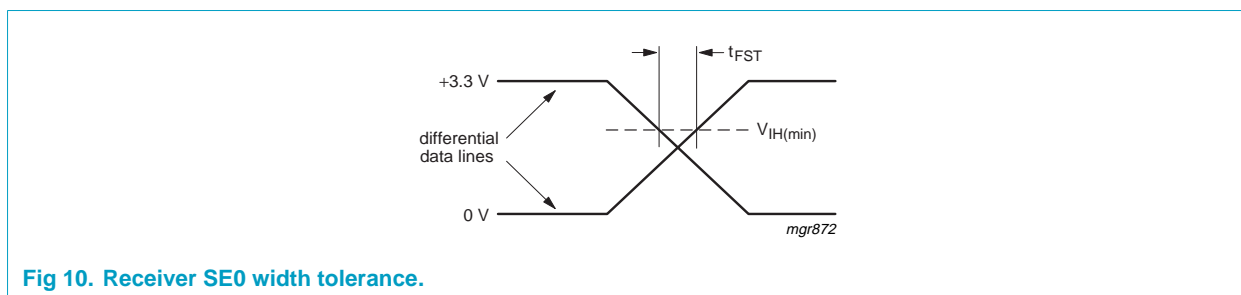 tFST
+3.3 V
VIH(min)
differential
data lines
0 V
mgr872
Fig 10. Receiver SE0 width tolerance.